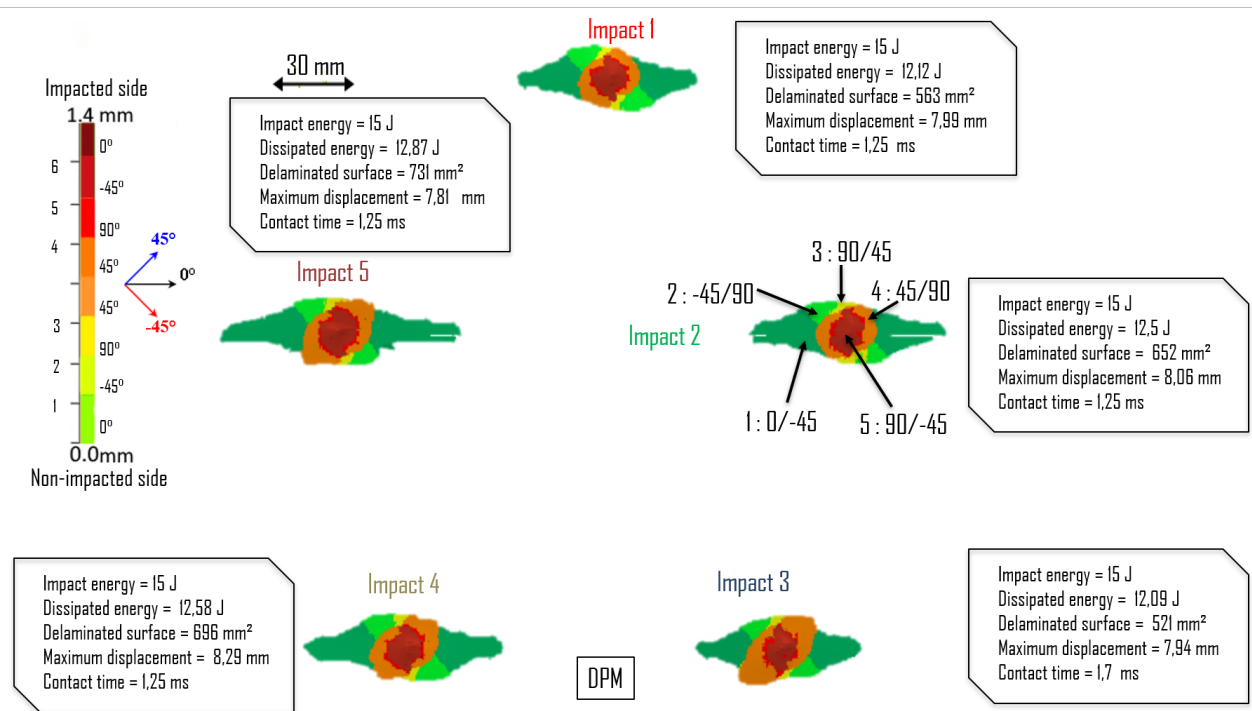 Impact 1
Impact energy = 15 J
Dissipated energy = 12,12 J
Delaminated surface = 563 mm²
Maximum displacement = 7,99 mm
Contact time = 1,25 ms
30 mm
Impact energy = 15 J
Dissipated energy = 12,87 J
Delaminated surface = 731 mm²
Maximum displacement = 7,81 mm
Contact time = 1,25 ms
Impact 5
Impacted side
1.4 mm
0°
6
-45°
5
90°
4
45°
45°
3
90°
2
-45°
1
0°
0.0mm
Non-impacted side
45°
0°
-45°
3 : 90/45
2 : -45/90
4 : 45/90
Impact 2
1 : 0/-45
5 : 90/-45
Impact energy = 15 J
Dissipated energy = 12,5 J
Delaminated surface = 652 mm²
Maximum displacement = 8,06 mm
Contact time = 1,25 ms
Impact energy = 15 J
Dissipated energy = 12,58 J
Delaminated surface = 696 mm²
Maximum displacement = 8,29 mm
Contact time = 1,25 ms
Impact 4
DPM
Impact 3
Impact energy = 15 J
Dissipated energy = 12,09 J
Delaminated surface = 521 mm²
Maximum displacement = 7,94 mm
Contact time = 1,7 ms